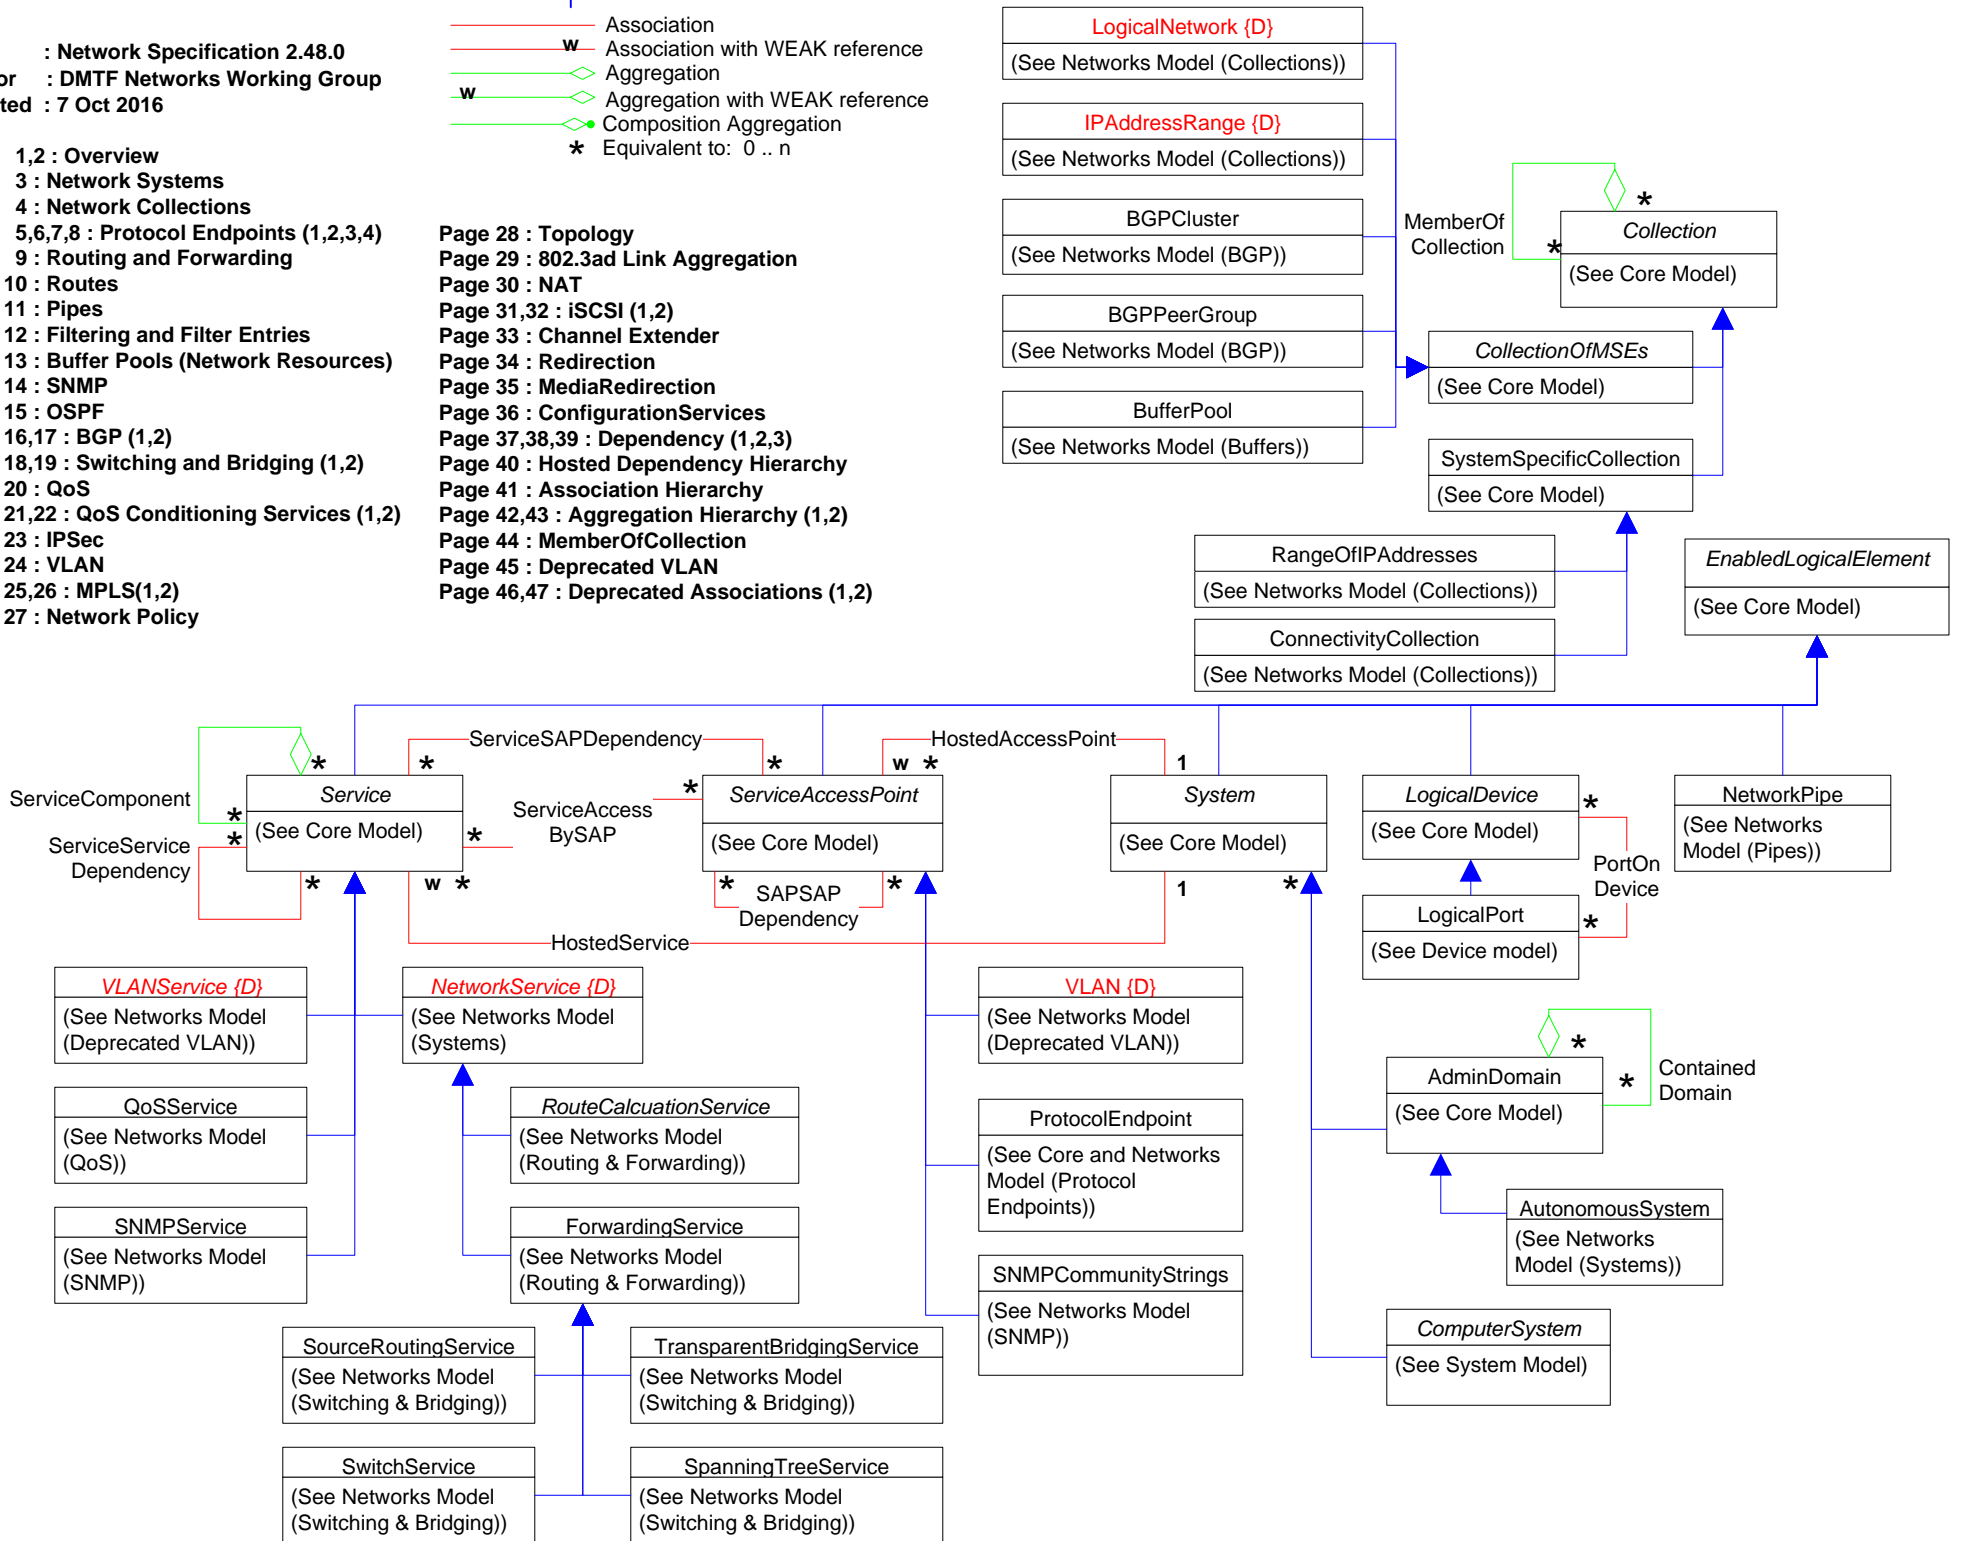 Association
w Association with WEAK reference
Aggregation
w Aggregation with WEAK reference
Composition Aggregation
* Equivalent to: 0 .. n
: Network Specification 2.48.0
or : DMTF Networks Working Group
ted : 7 Oct 2016
1,2 : Overview
3 : Network Systems
4 : Network Collections
5,6,7,8 : Protocol Endpoints (1,2,3,4)
9 : Routing and Forwarding
10 : Routes
11 : Pipes
12 : Filtering and Filter Entries
13 : Buffer Pools (Network Resources)
14 : SNMP
15 : OSPF
16,17 : BGP (1,2)
18,19 : Switching and Bridging (1,2)
20 : QoS
21,22 : QoS Conditioning Services (1,2)
23 : IPSec
24 : VLAN
25,26 : MPLS(1,2)
27 : Network Policy
Page 28 : Topology
Page 29 : 802.3ad Link Aggregation
Page 30 : NAT
Page 31,32 : iSCSI (1,2)
Page 33 : Channel Extender
Page 34 : Redirection
Page 35 : MediaRedirection
Page 36 : ConfigurationServices
Page 37,38,39 : Dependency (1,2,3)
Page 40 : Hosted Dependency Hierarchy
Page 41 : Association Hierarchy
Page 42,43 : Aggregation Hierarchy (1,2)
Page 44 : MemberOfCollection
Page 45 : Deprecated VLAN
Page 46,47 : Deprecated Associations (1,2)
LogicalNetwork {D}
(See Networks Model (Collections))
IPAddressRange {D}
(See Networks Model (Collections))
BGPCluster
(See Networks Model (BGP))
BGPPeerGroup
(See Networks Model (BGP))
BufferPool
(See Networks Model (Buffers))
MemberOf
Collection
*
*
Collection
(See Core Model)
CollectionOfMSEs
(See Core Model)
SystemSpecificCollection
(See Core Model)
RangeOfIPAddresses
(See Networks Model (Collections))
ConnectivityCollection
(See Networks Model (Collections))
EnabledLogicalElement
(See Core Model)
ServiceComponent
*
*
ServiceService
Dependency
*
*
Service
(See Core Model)
*
ServiceSAPDependency
*
*
ServiceAccess
BySAP
*
w *
HostedService
1
ServiceAccessPoint
(See Core Model)
*
SAPSAP
Dependency
*
w *
HostedAccessPoint
1
System
(See Core Model)
*
LogicalDevice
(See Core Model)
*
PortOn
Device
*
LogicalPort
(See Device model)
NetworkPipe
(See Networks
Model (Pipes))
VLANService {D}
(See Networks Model
(Deprecated VLAN))
NetworkService {D}
(See Networks Model
(Systems)
QoSService
(See Networks Model
(QoS))
RouteCalcuationService
(See Networks Model
(Routing & Forwarding))
SNMPService
(See Networks Model
(SNMP))
ForwardingService
(See Networks Model
(Routing & Forwarding))
SourceRoutingService
(See Networks Model
(Switching & Bridging))
TransparentBridgingService
(See Networks Model
(Switching & Bridging))
SwitchService
(See Networks Model
(Switching & Bridging))
SpanningTreeService
(See Networks Model
(Switching & Bridging))
VLAN {D}
(See Networks Model
(Deprecated VLAN))
ProtocolEndpoint
(See Core and Networks
Model (Protocol
Endpoints))
SNMPCommunityStrings
(See Networks Model
(SNMP))
AdminDomain
(See Core Model)
*
*
Contained
Domain
AutonomousSystem
(See Networks
Model (Systems))
ComputerSystem
(See System Model)